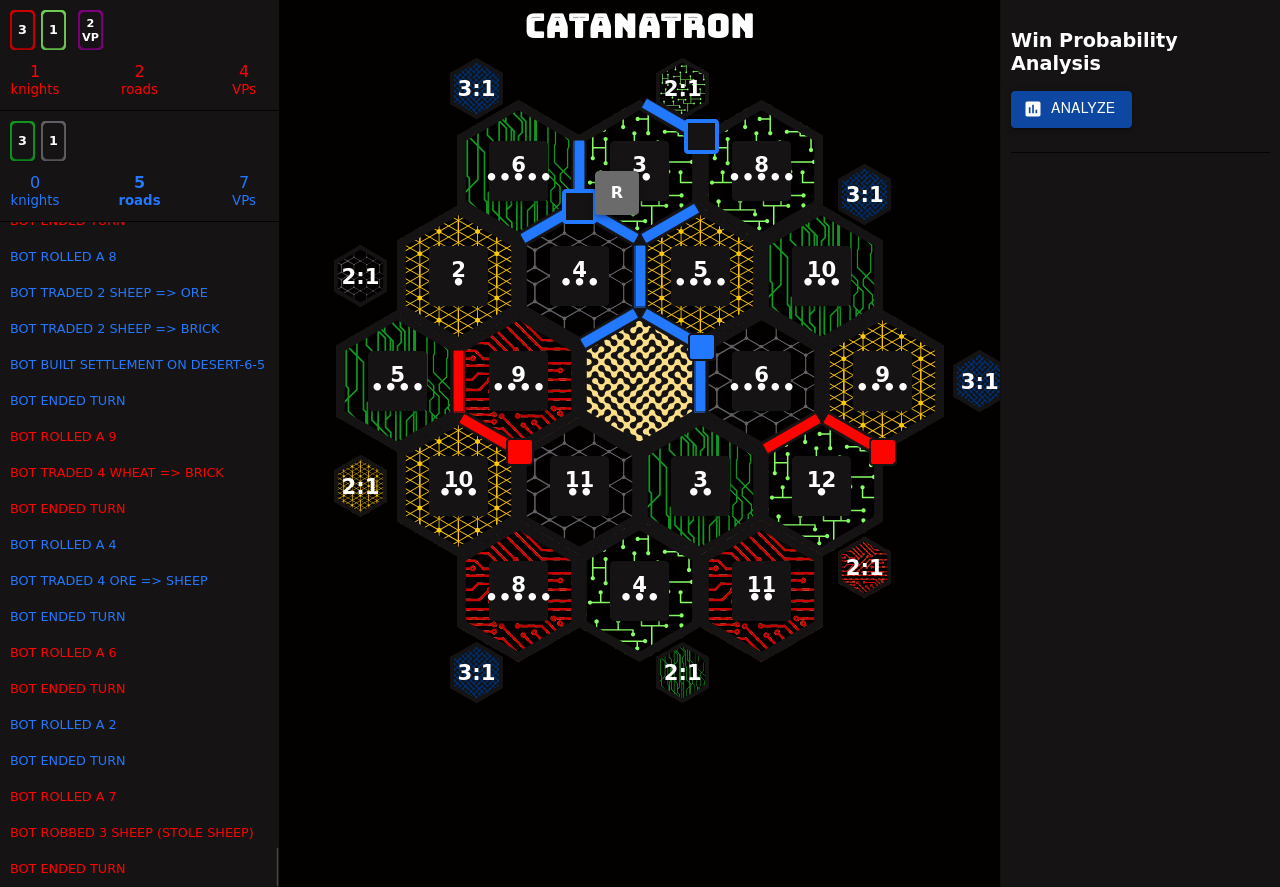 CATANATRON
3 1 2 VP
1 2 4
knights roads VPs
3 1
0 5 7
knights roads VPs
BOT ENDED TURN
BOT ROLLED A 8
BOT TRADED 2 SHEEP => ORE
BOT TRADED 2 SHEEP => BRICK
BOT BUILT SETTLEMENT ON DESERT-6-5
BOT ENDED TURN
BOT ROLLED A 9
BOT TRADED 4 WHEAT => BRICK
BOT ENDED TURN
BOT ROLLED A 4
BOT TRADED 4 ORE => SHEEP
BOT ENDED TURN
BOT ROLLED A 6
BOT ENDED TURN
BOT ROLLED A 2
BOT ENDED TURN
BOT ROLLED A 7
BOT ROBBED 3 SHEEP (STOLE SHEEP)
BOT ENDED TURN
3:1 2:1
6 3 8
R
3:1
2:1 2 4 5 10
5 9 6 9 3:1
2:1 10 11 3 12
2:1
8 4 11
3:1 2:1
Win Probability
Analysis
ANALYZE